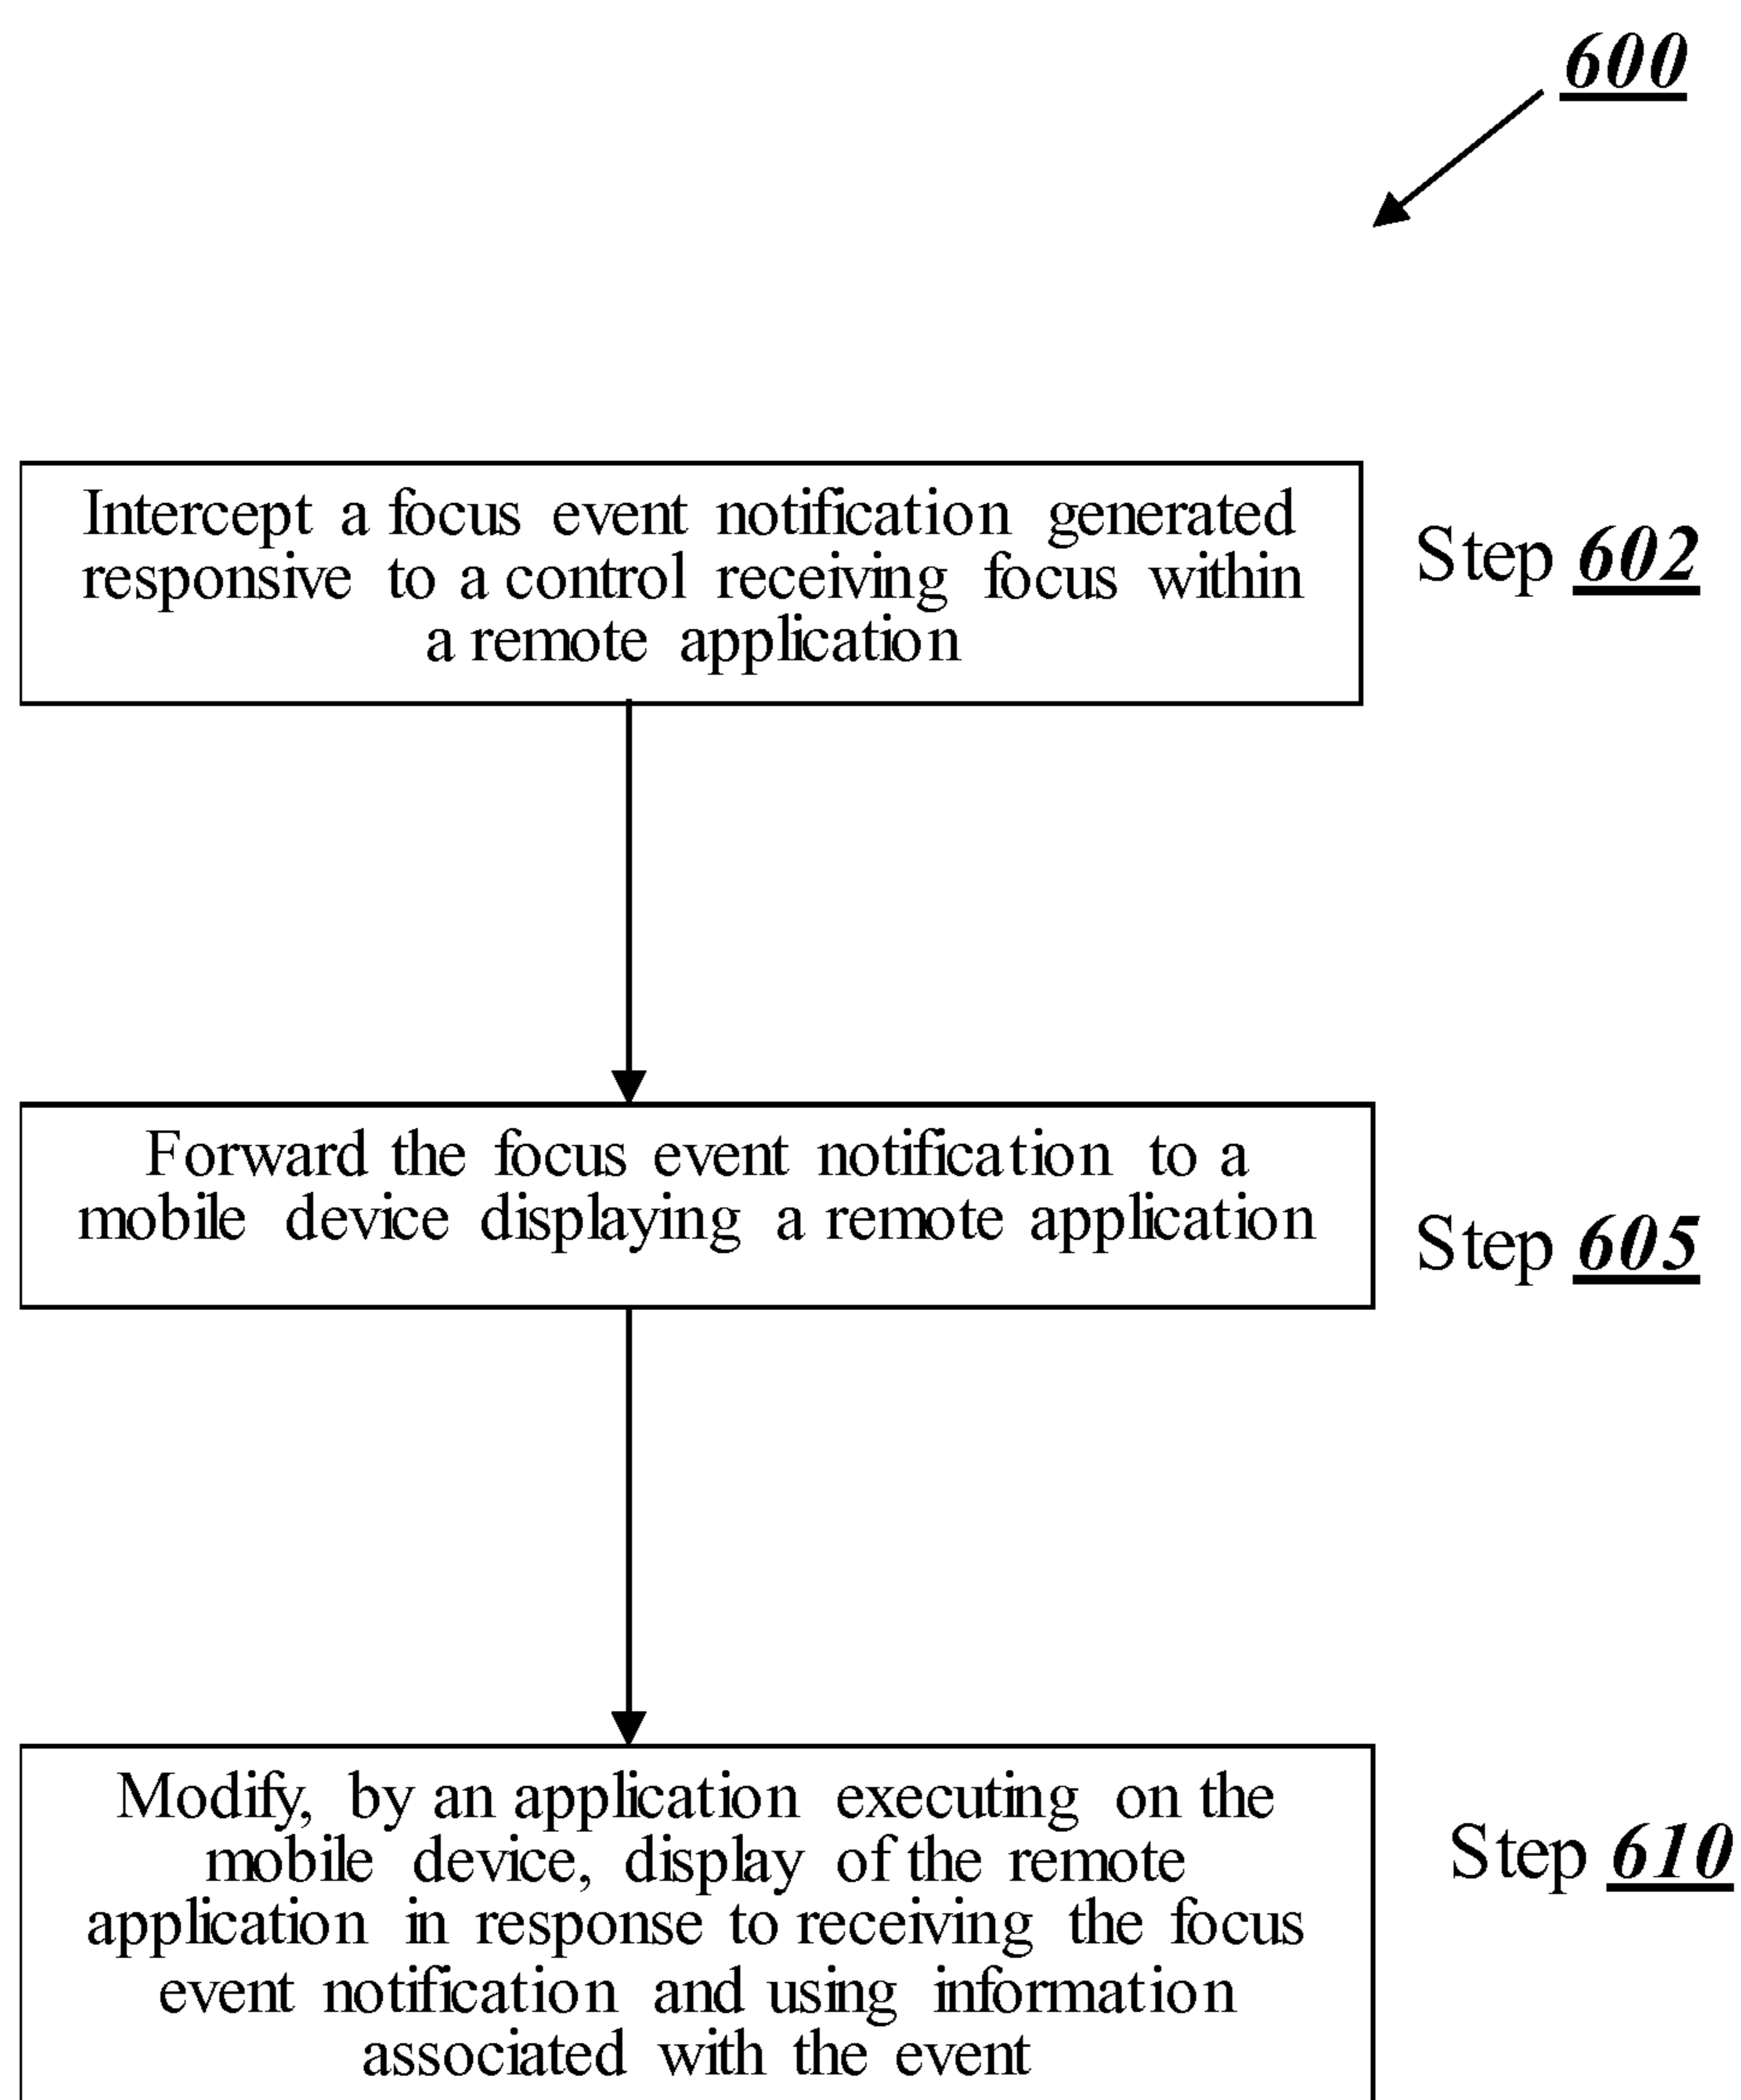 600
Intercept a focus event notification generated
responsive to a control receiving focus within
a remote application
Step 602
Forward the focus event notification to a
mobile device displaying a remote application
Step 605
Modify, by an application executing on the
mobile device, display of the remote
application in response to receiving the focus
event notification and using information
associated with the event
Step 610